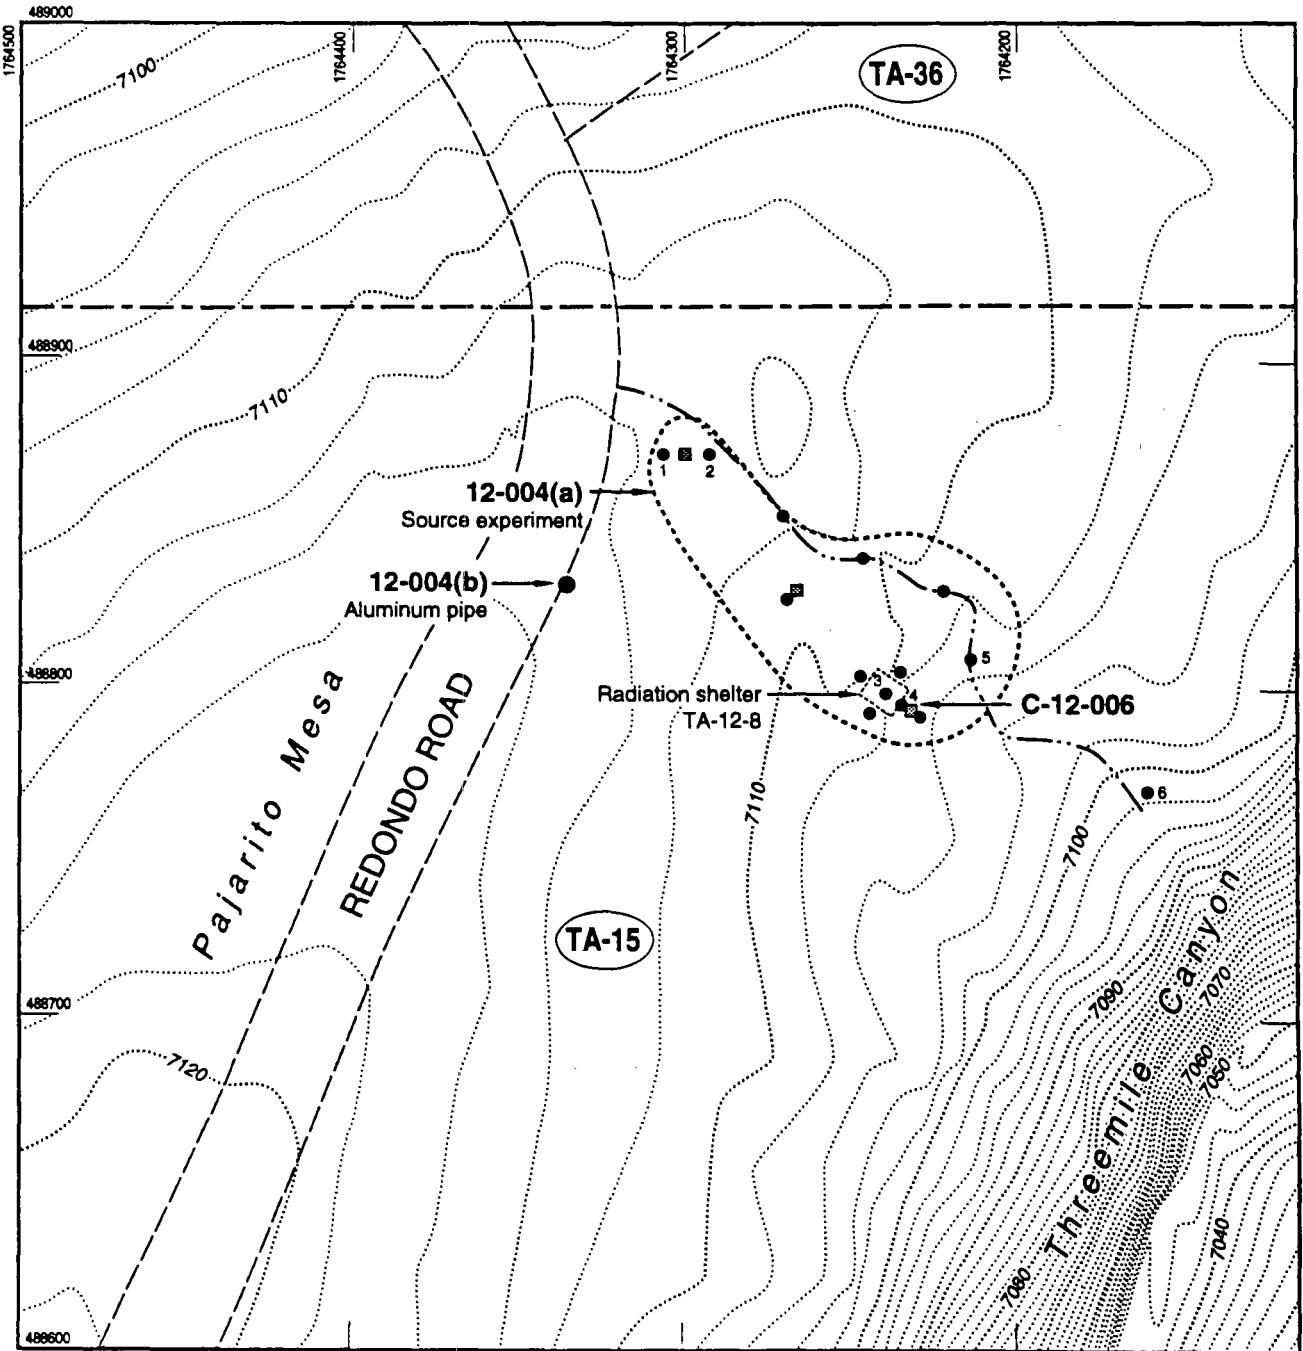 489000
1764500
1764400
1764300
1764200
TA-36
7100
488900
7110
1
2
12-004(a)
Source experiment
12-004(b)
Aluminum pipe
488800
5
3
4
Radiation shelter
TA-12-8
C-12-006
6
7110
7100
Pajarito Mesa
REDONDO ROAD
TA-15
488700
7090
7070
7060
7050
Threemile Canyon
7120
7040
7080
488600